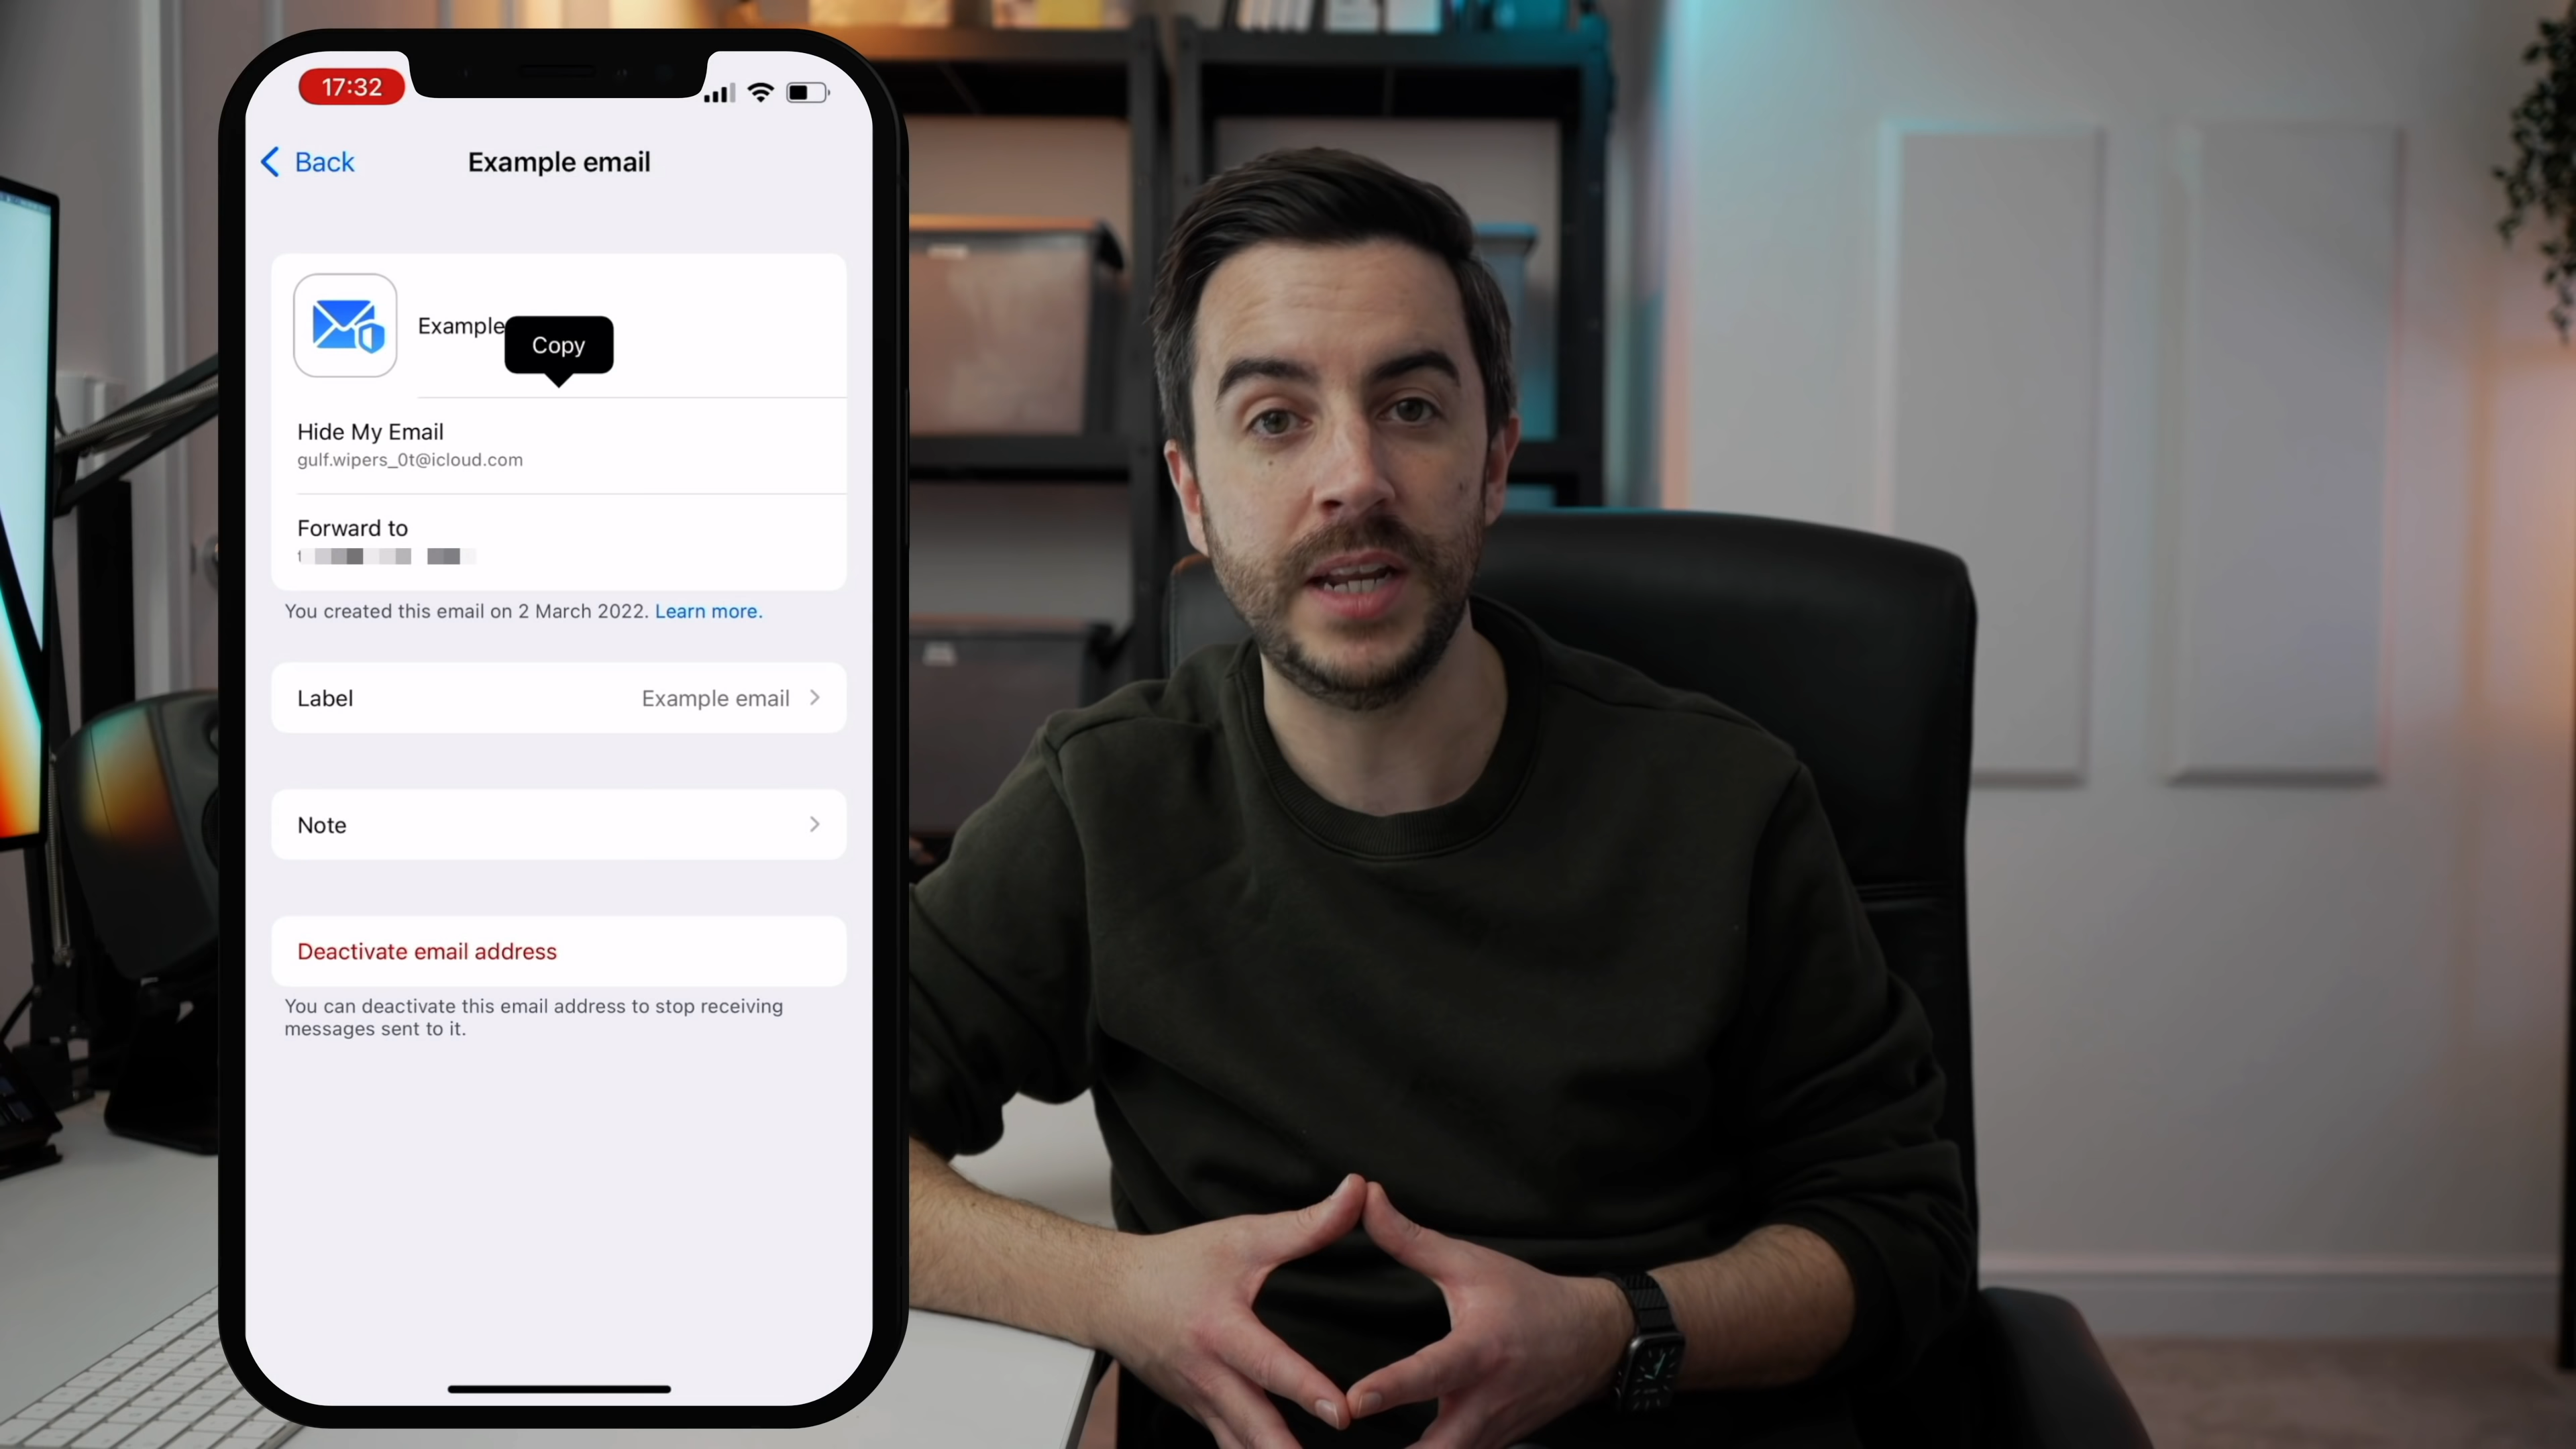 17:32
Back
Example email
Example
Copy
Hide My Email
gulf.wipers_0t@icloud.com
Forward to
You created this email on 2 March 2022. Learn more.
Label
Example email
Note
Deactivate email address
You can deactivate this email address to stop receiving
messages sent to it.